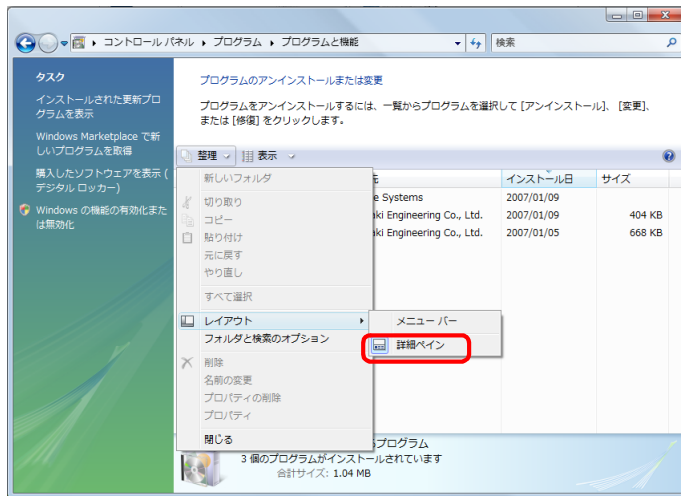 コントロール パネル ▸ プログラム ▸ プログラムと機能
検索
タスク
インストールされた更新プロ
グラムを表示
Windows Marketplace で新
しいプログラムを取得
購入したソフトウェアを表示 (
デジタル ロッカー)
Windows の機能の有効化また
は無効化
プログラムのアンインストールまたは変更
プログラムをアンインストールするには、一覧からプログラムを選択して [アンインストール]、 [変更]、
または [修復] をクリックします。
整理 表示
インストール日 サイズ
Systems 2007/01/09
Engineering Co., Ltd. 2007/01/09 404 KB
Engineering Co., Ltd. 2007/01/05 668 KB
新しいフォルダ
切り取り
コピー
貼り付け
元に戻す
やり直し
すべて選択
レイアウト
フォルダと検索のオプション
削除
名前の変更
プロパティの削除
プロパティ
閉じる
メニュー バー
詳細ペイン
プログラム
3 個のプログラムがインストールされています
合計サイズ: 1.04 MB